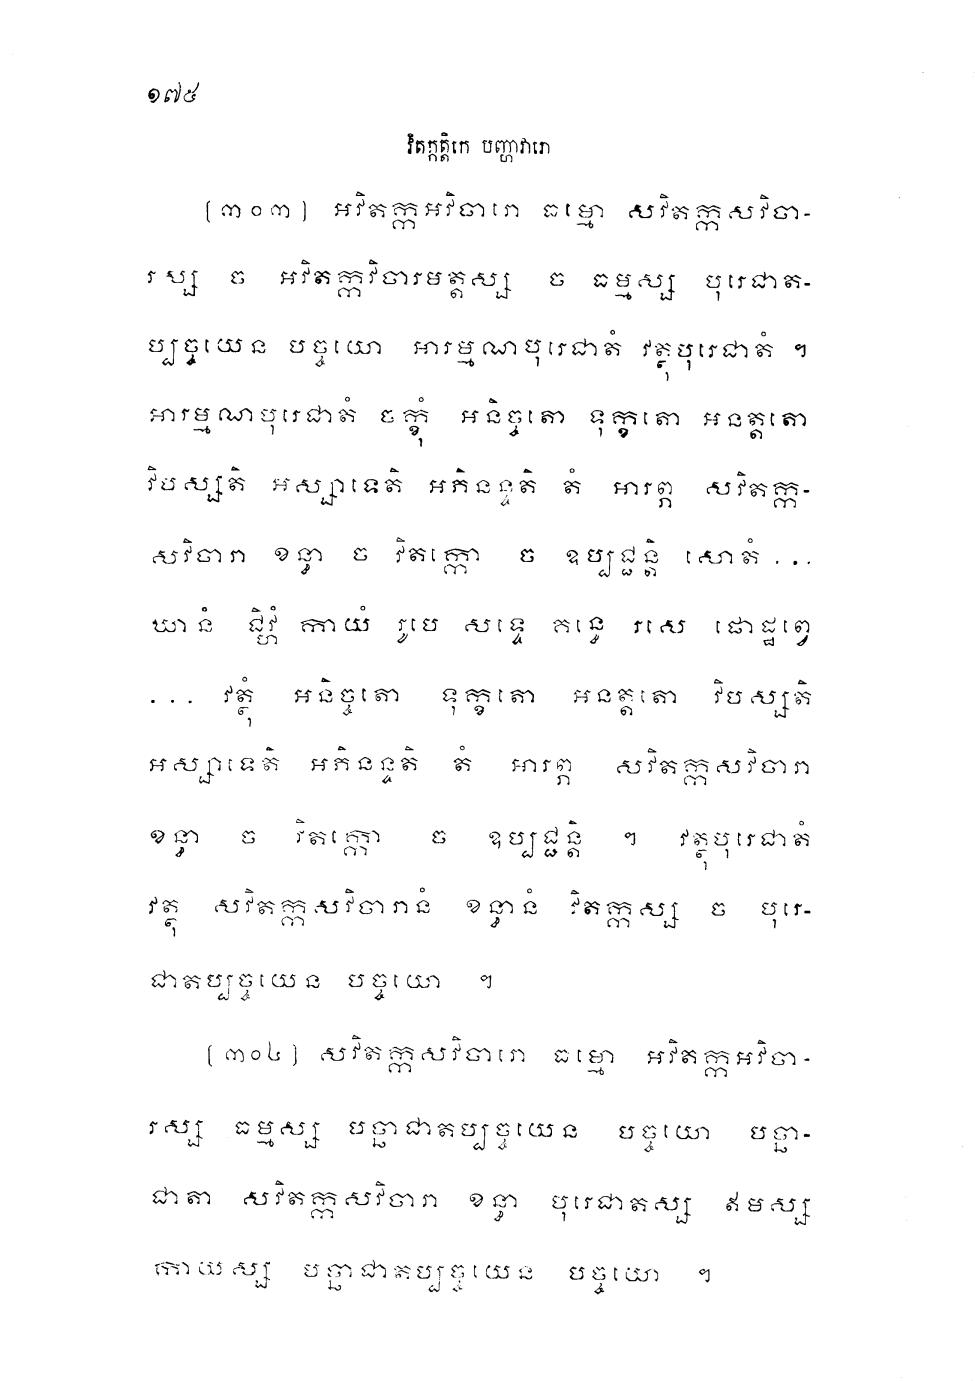 ១៧៥
វិតក្កត្តិកេ បញ្ហាវារោ
[៣០៣] អវិតក្កអវិចារោ ធម្មោ សវិតក្កសវិចា-
រស្ស ច អវិតក្កវិចារមត្តស្ស ច ធម្មស្ស បុរេជាត-
ប្បច្ចយេន បច្ចយោ អារម្មណបុរេជាតំ វត្ថុបុរេជាតំ ។
អារម្មណបុរេជាតំ ចក្ខុំ អនិច្ចតោ ទុក្ខតោ អនត្តតោ
វិបស្សតិ អស្សាទេតិ អភិនន្ទតិ តំ អារព្ភ សវិតក្ក-
សវិចារា ខន្ធា ច វិតក្កោ ច ឧប្បជ្ជន្តិ សោតំ ...
ឃានំ ជិវ្ហំ កាយំ រូបេ សទ្ទេ គន្ធេ រសេ ផោដ្ឋព្វេ
... វត្ថុំ អនិច្ចតោ ទុក្ខតោ អនត្តតោ វិបស្សតិ
អស្សាទេតិ អភិនន្ទតិ តំ អារព្ភ សវិតក្កសវិចារា
ខន្ធា ច វិតក្កោ ច ឧប្បជ្ជន្តិ ។ វត្ថុបុរេជាតំ
វត្ថុ សវិតក្កសវិចារានំ ខន្ធានំ វិតក្កស្ស ច បុរេ-
ជាតប្បច្ចយេន បច្ចយោ ។
[៣០៤] សវិតក្កសវិចារោ ធម្មោ អវិតក្កអវិចា-
រស្ស ធម្មស្ស បច្ឆាជាតប្បច្ចយេន បច្ចយោ បច្ឆា-
ជាតា សវិតក្កសវិចារា ខន្ធា បុរេជាតស្ស ឥមស្ស
កាយស្ស បច្ឆាជាតប្បច្ចយេន បច្ចយោ ។